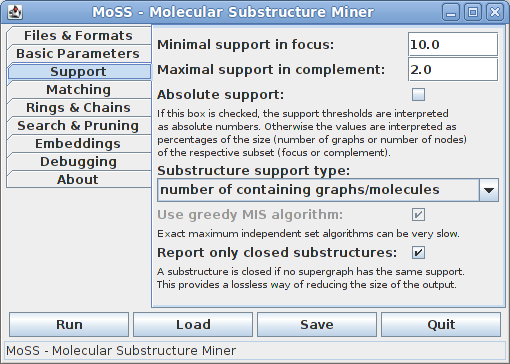 MoSS - Molecular Substructure Miner
Files & Formats
Basic Parameters
Support
Matching
Rings & Chains
Search & Pruning
Embeddings
Debugging
About
Minimal support in focus: 10.0
Maximal support in complement: 2.0
Absolute support:
If this box is checked, the support thresholds are interpreted
as absolute numbers. Otherwise the values are interpreted as
percentages of the size (number of graphs or number of nodes)
of the respective subset (focus or complement).
Substructure support type:
number of containing graphs/molecules
Use greedy MIS algorithm:
Exact maximum independent set algorithms can be very slow.
Report only closed substructures:
A substructure is closed if no supergraph has the same support.
This provides a lossless way of reducing the size of the output.
Run Load Save Quit
MoSS - Molecular Substructure Miner